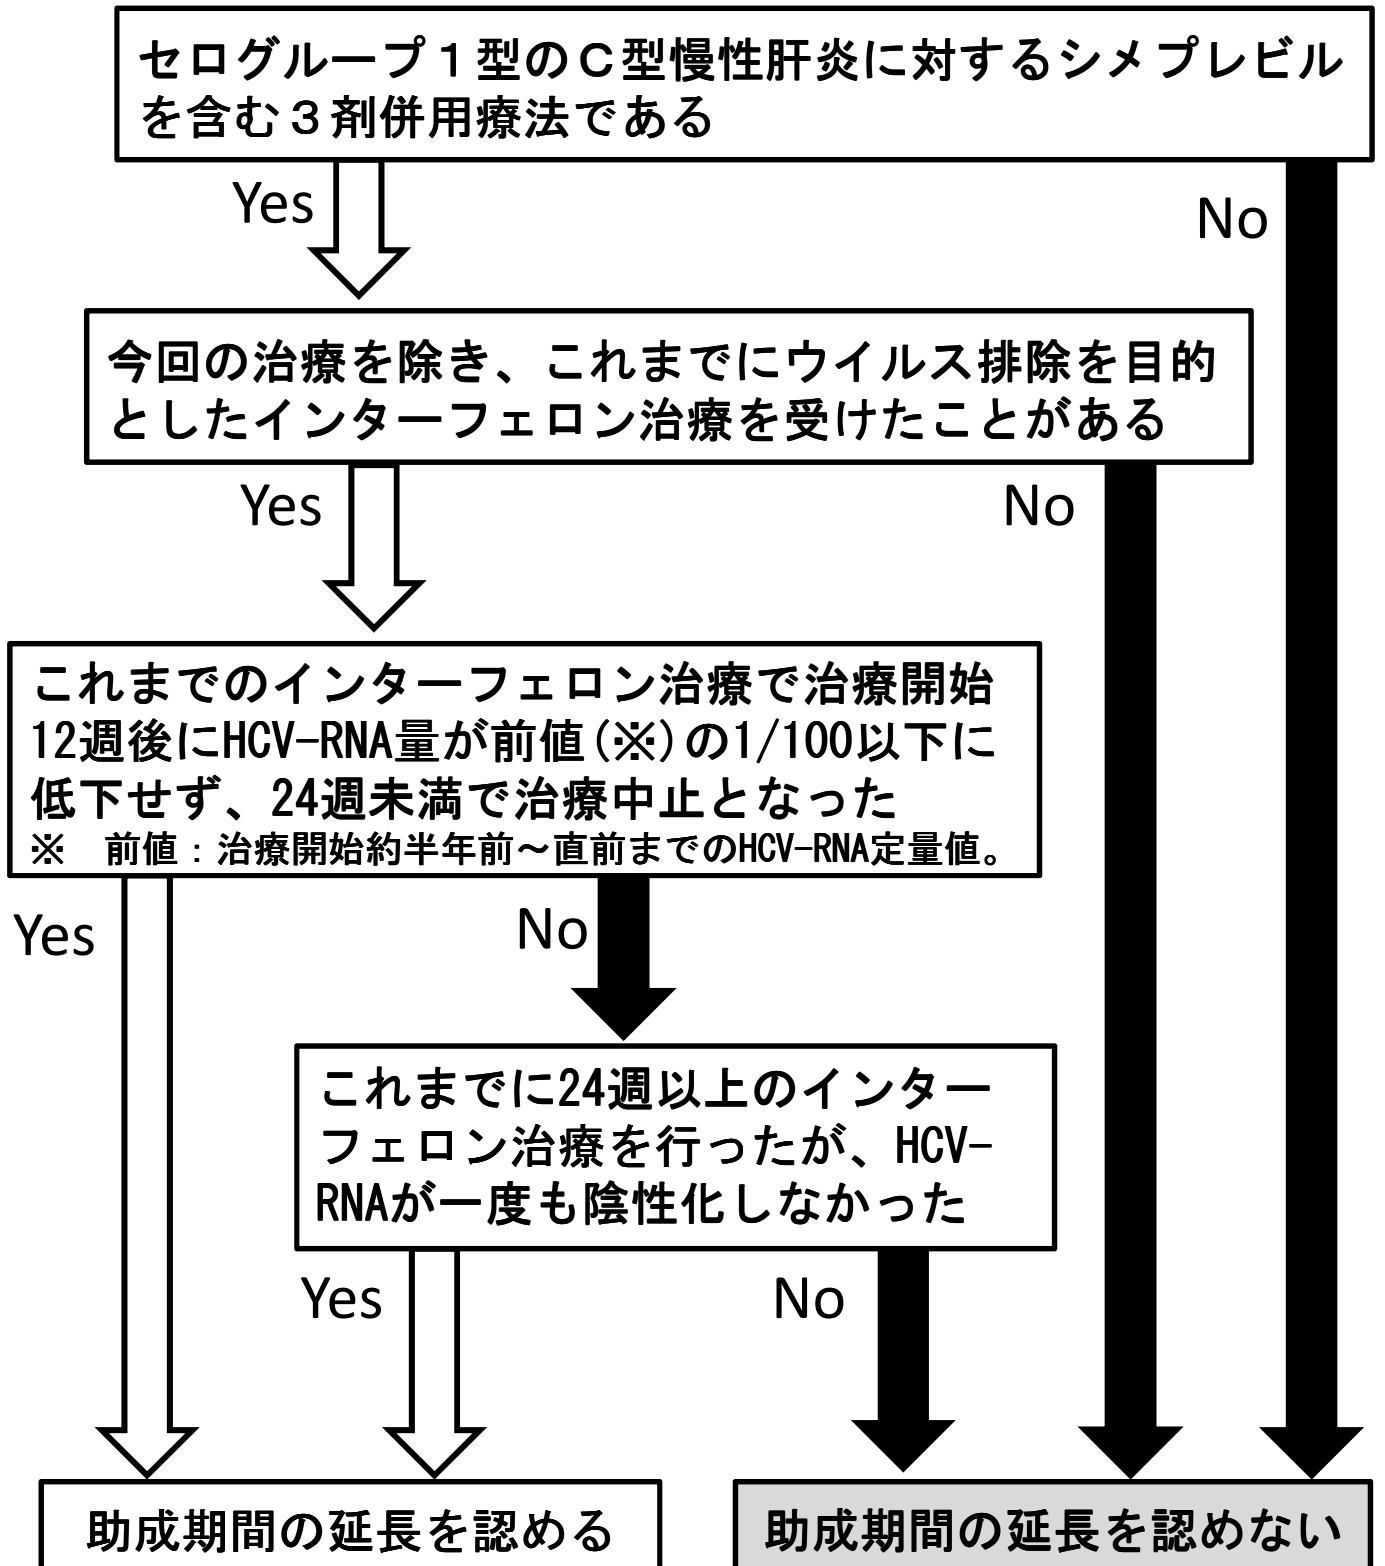 セログループ１型のＣ型慢性肝炎に対するシメプレビル
を含む３剤併用療法である
Yes
No
今回の治療を除き、これまでにウイルス排除を目的
としたインターフェロン治療を受けたことがある
Yes
No
これまでのインターフェロン治療で治療開始
12週後にHCV-RNA量が前値(※)の1/100以下に
低下せず、24週未満で治療中止となった
※　前値：治療開始約半年前～直前までのHCV-RNA定量値。
Yes
No
これまでに24週以上のインター
フェロン治療を行ったが、HCV-
RNAが一度も陰性化しなかった
Yes
No
助成期間の延長を認める
助成期間の延長を認めない